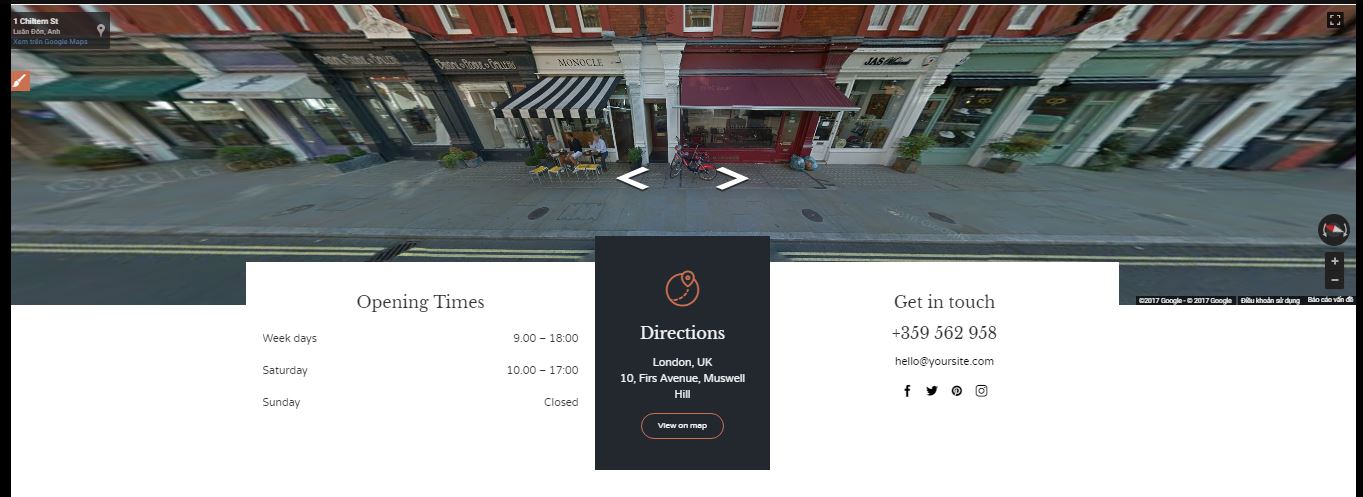 1 Chiltern St
Luân Đôn, Anh
Xem trên Google Maps
MONOCLE
©2017 Google - © 2017 Google
Điều khoản sử dụng
Báo cáo vấn đề
Opening Times
Week days 9.00 – 18:00
Saturday 10.00 – 17:00
Sunday Closed
Directions
London, UK
10, Firs Avenue, Muswell
Hill
View on map
Get in touch
+359 562 958
hello@yoursite.com